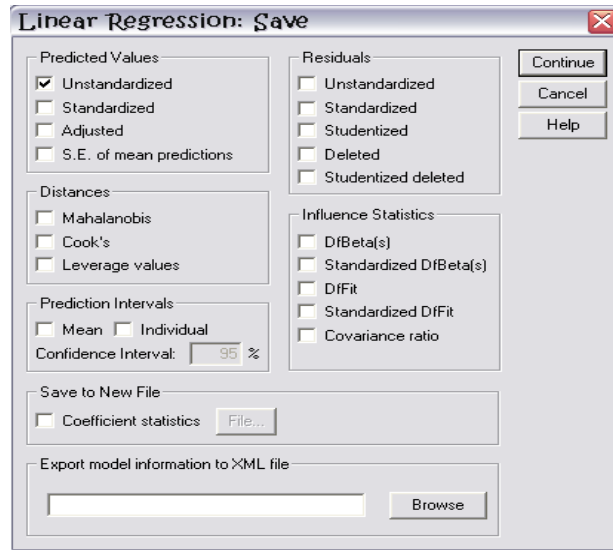 Linear Regression: Save
Predicted Values
Unstandardized
Standardized
Adjusted
S.E. of mean predictions
Distances
Mahalanobis
Cook's
Leverage values
Prediction Intervals
Mean Individual
Confidence Interval: 95 %
Residuals
Unstandardized
Standardized
Studentized
Deleted
Studentized deleted
Influence Statistics
DfBeta(s)
Standardized DfBeta(s)
DfFit
Standardized DfFit
Covariance ratio
Continue
Cancel
Help
Save to New File
Coefficient statistics File...
Export model information to XML file
Browse